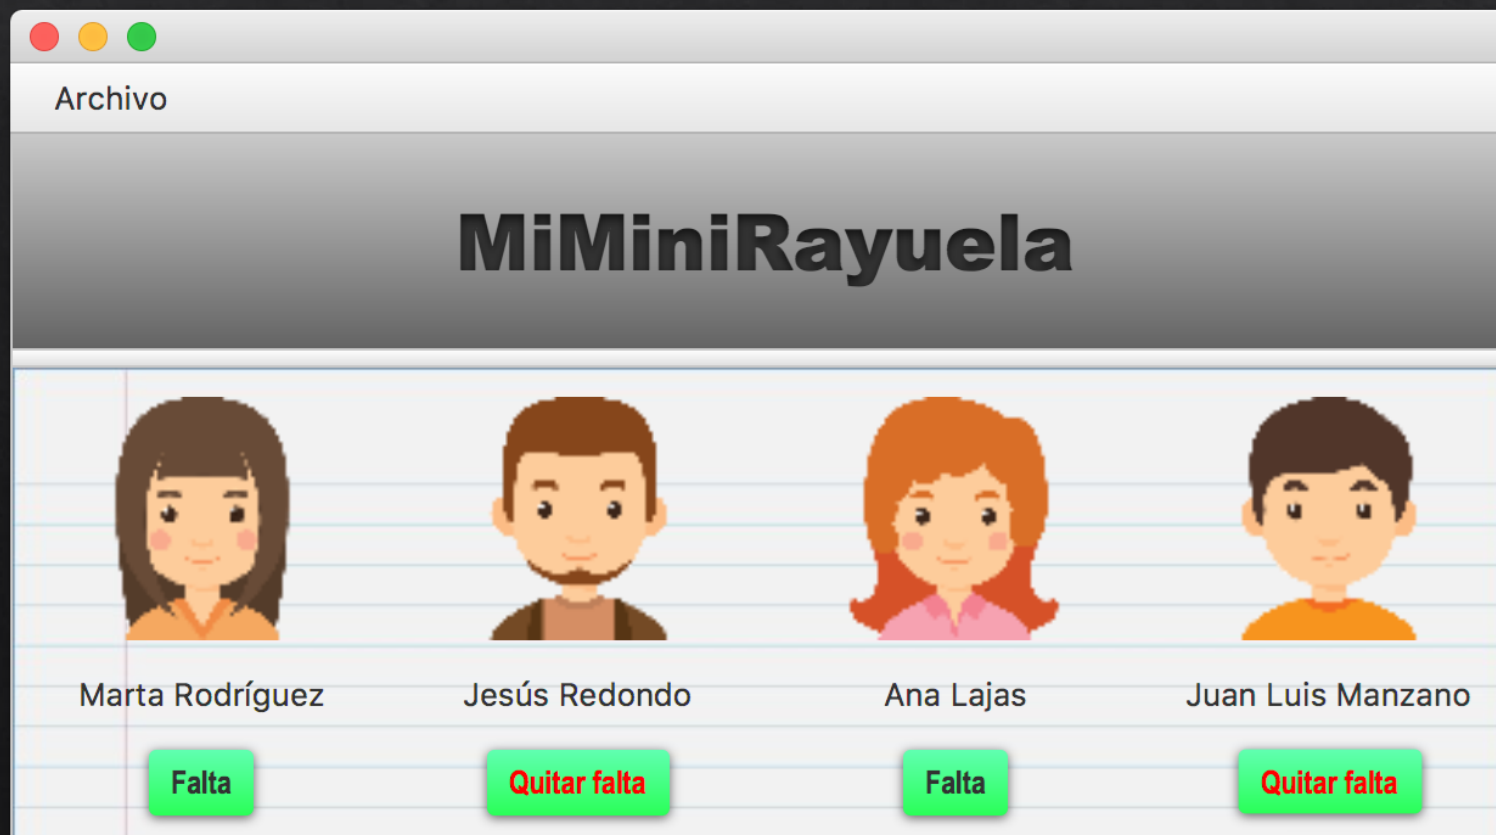 Archivo
MiMiniRayuela
Marta Rodríguez
Jesús Redondo
Ana Lajas
Juan Luis Manzano
Falta
Quitar falta
Falta
Quitar falta